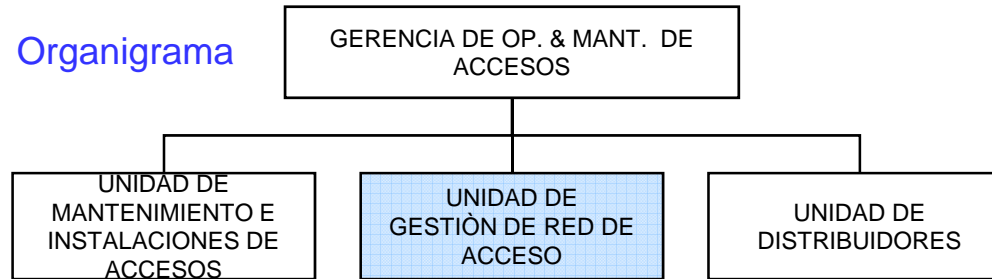 Organigrama
GERENCIA DE OP. & MANT. DE
ACCESOS
UNIDAD DE
MANTENIMIENTO E
INSTALACIONES DE
ACCESOS
UNIDAD DE
GESTIÒN DE RED DE
ACCESO
UNIDAD DE
DISTRIBUIDORES